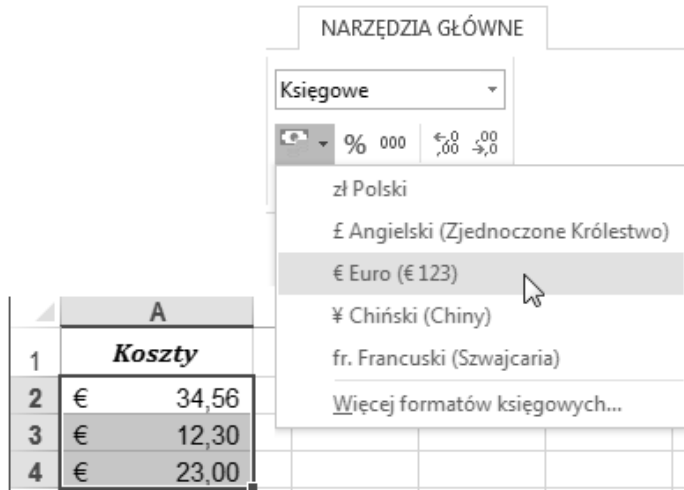 NARZĘDZIA GŁÓWNE
Księgowe
% 000 ←,0 ,00 ,00 →,0
zł Polski
£ Angielski (Zjednoczone Królestwo)
€ Euro (€ 123)
¥ Chiński (Chiny)
fr. Francuski (Szwajcaria)
Więcej formatów księgowych...
A
1 Koszty
2 € 34,56
3 € 12,30
4 € 23,00